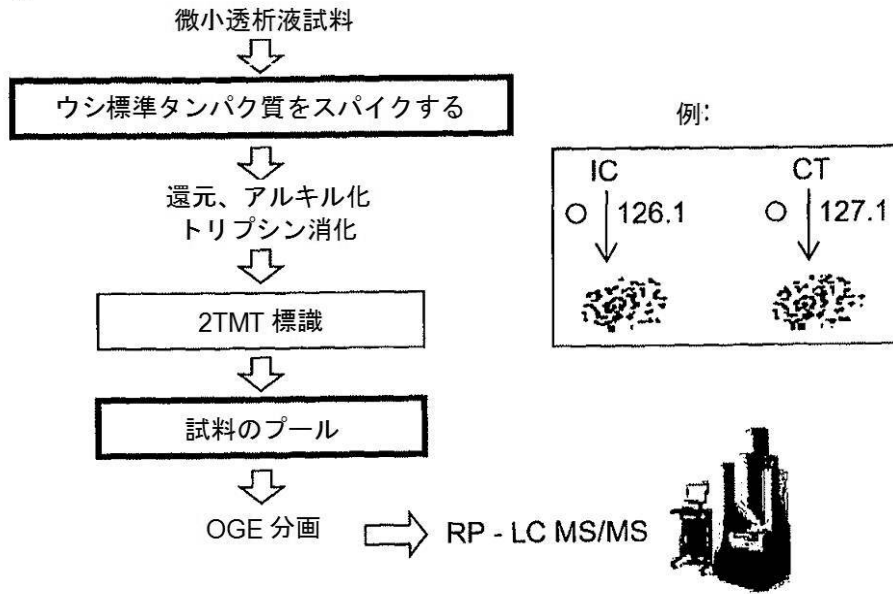 微小透析液試料
ウシ標準タンパク質をスパイクする
還元、アルキル化
トリプシン消化
2TMT 標識
試料のプール
OGE 分画
RP - LC MS/MS
例:
IC
126.1
CT
127.1